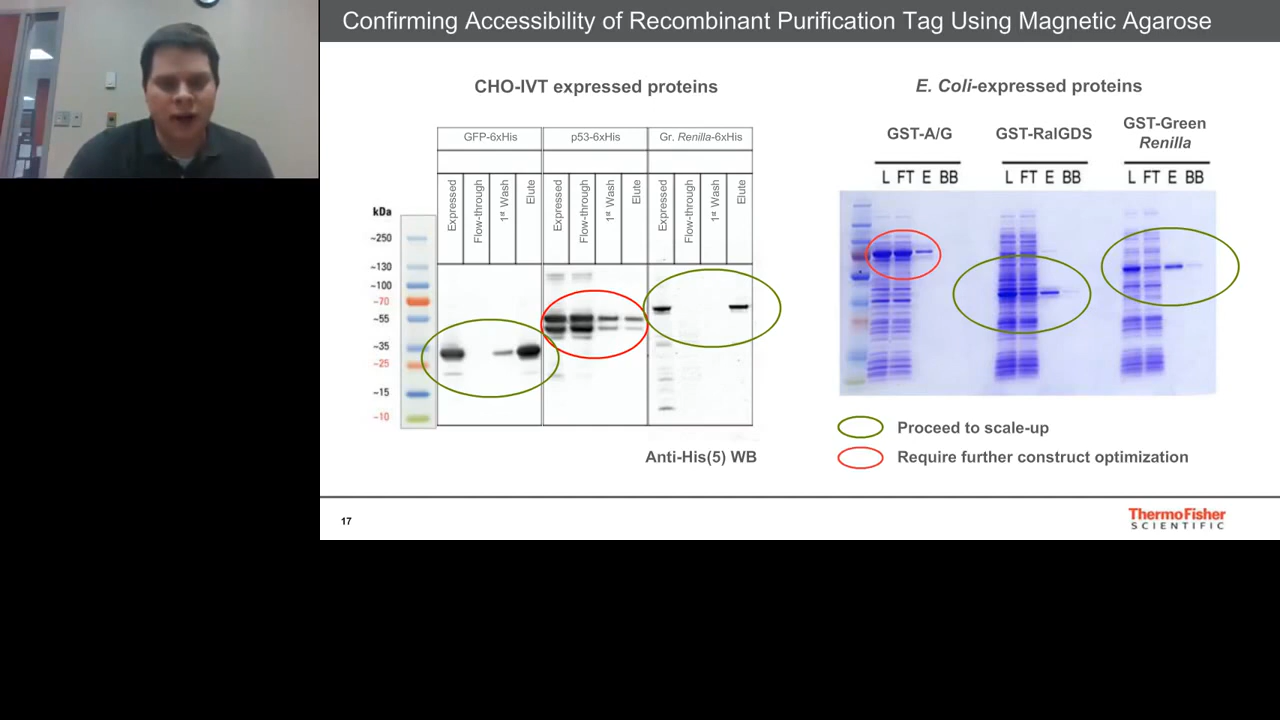 Confirming Accessibility of Recombinant Purification Tag Using Magnetic Agarose
CHO-IVT expressed proteins
GFP-6xHis p53-6xHis Gr. Renilla-6xHis
Expressed Flow-through 1st Wash Elute Expressed Flow-through 1st Wash Elute Expressed Flow-through 1st Wash Elute
kDa
~250
~130
~100
~70
~55
~35
~25
~15
~10
Anti-His(5) WB
E. Coli-expressed proteins
GST-A/G GST-RalGDS GST-Green
Renilla
L FT E BB L FT E BB L FT E BB
Proceed to scale-up
Require further construct optimization
17
ThermoFisher
SCIENTIFIC